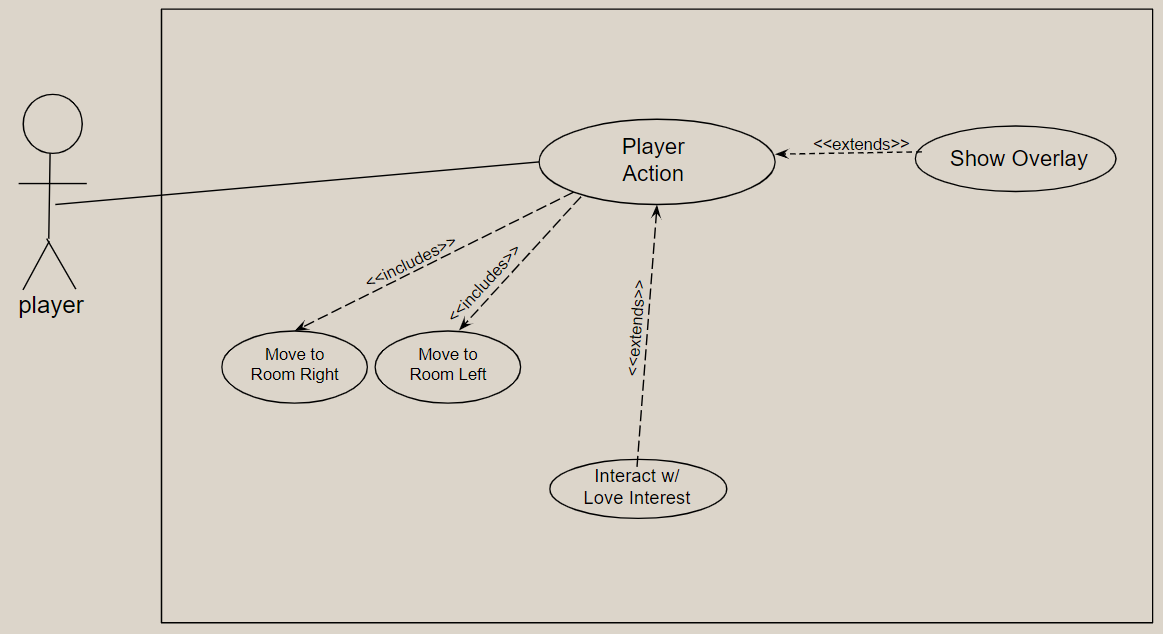 player
Player
Action
<<extends>>
Show Overlay
<<includes>>
<<includes>>
<<extends>>
Move to
Room Right
Move to
Room Left
Interact w/
Love Interest